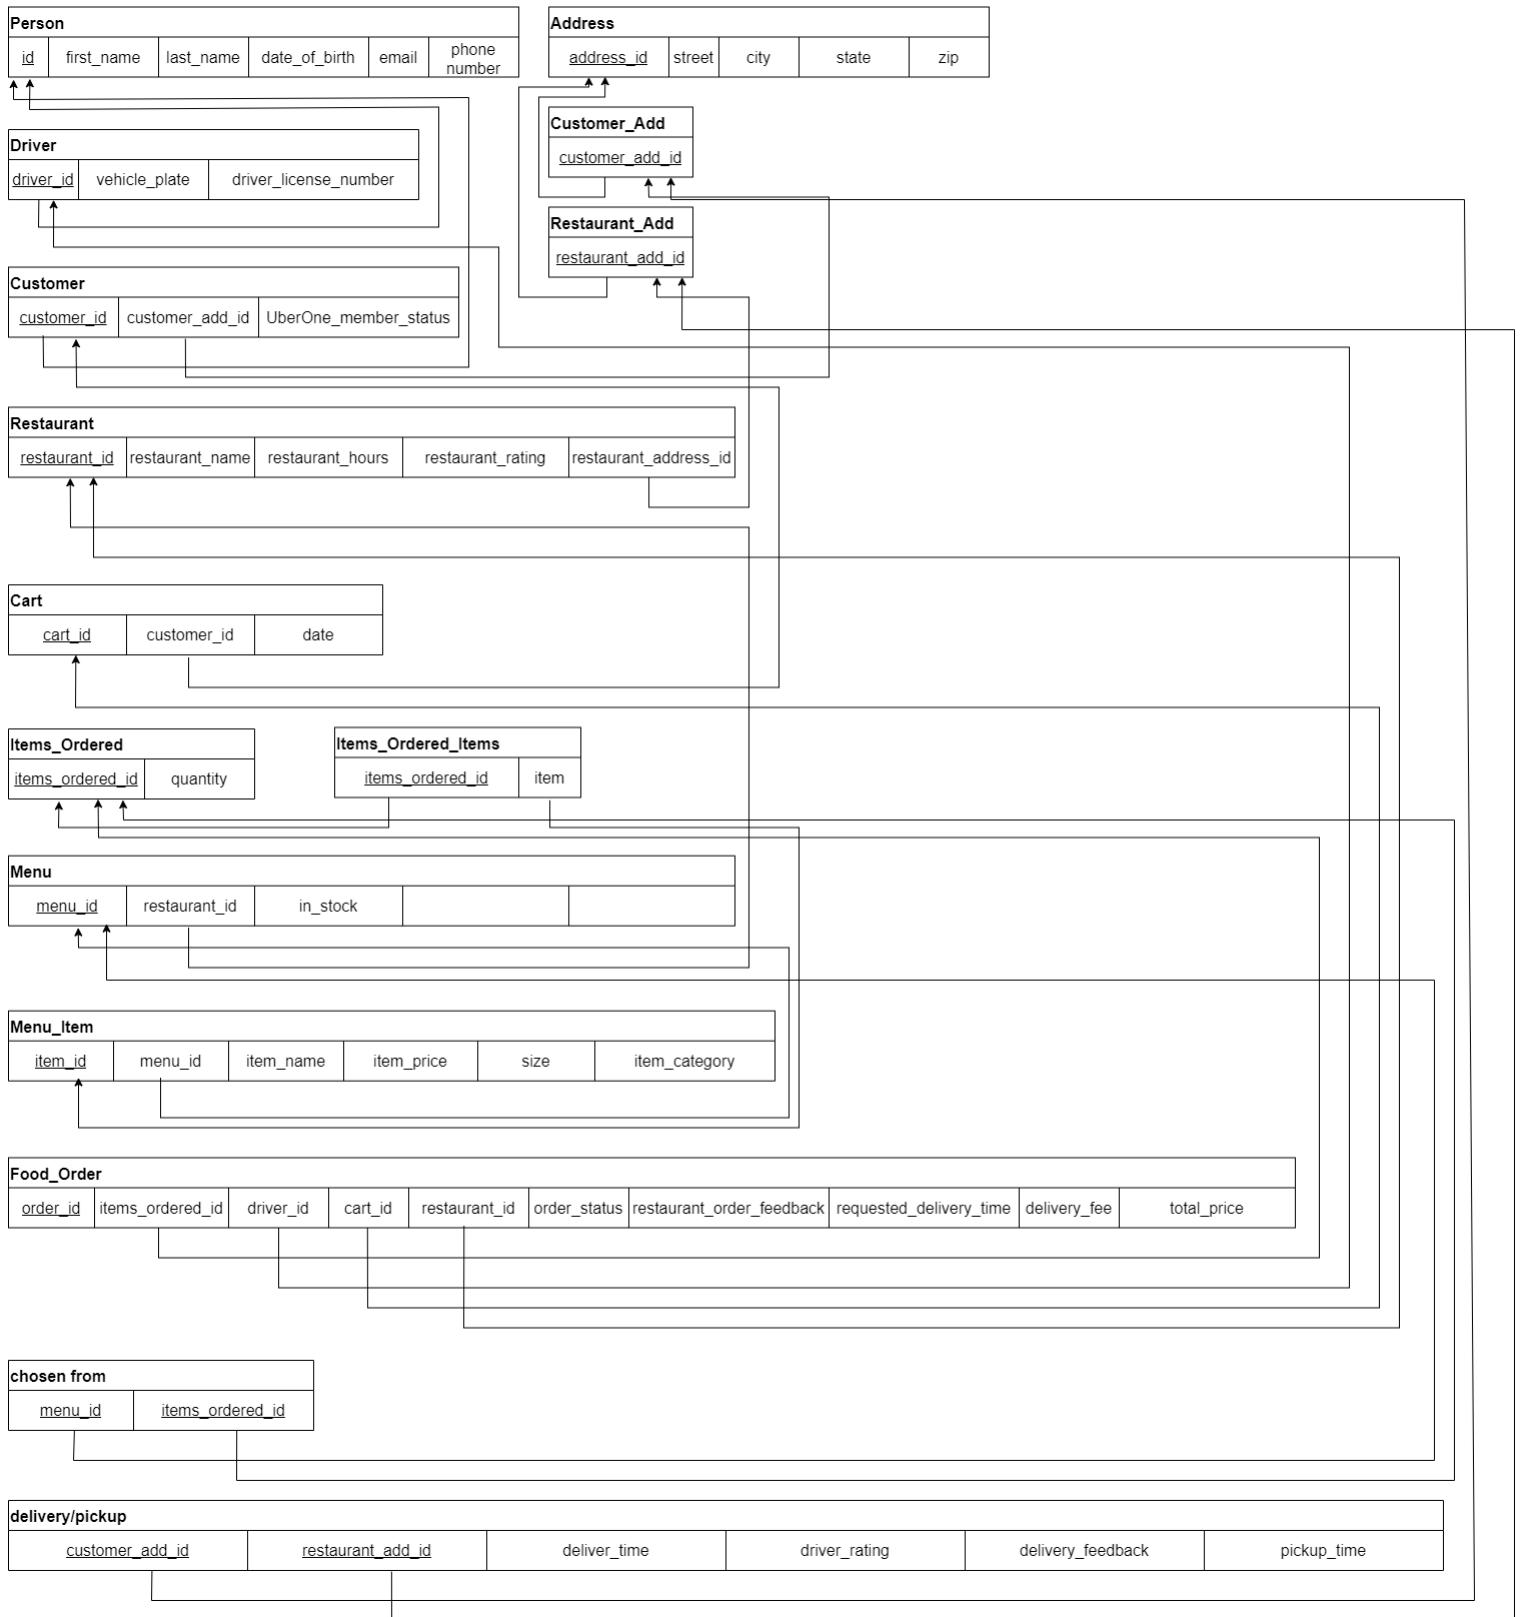 Person
id first_name last_name date_of_birth email phone number
Address
address_id street city state zip
Customer_Add
customer_add_id
Driver
driver_id vehicle_plate driver_license_number
Restaurant_Add
restaurant_add_id
Customer
customer_id customer_add_id UberOne_member_status
Restaurant
restaurant_id restaurant_name restaurant_hours restaurant_rating restaurant_address_id
Cart
cart_id customer_id date
Items_Ordered
items_ordered_id quantity
Items_Ordered_Items
items_ordered_id item
Menu
menu_id restaurant_id in_stock
Menu_Item
item_id menu_id item_name item_price size item_category
Food_Order
order_id items_ordered_id driver_id cart_id restaurant_id order_status restaurant_order_feedback requested_delivery_time delivery_fee total_price
chosen from
menu_id items_ordered_id
delivery/pickup
customer_add_id restaurant_add_id deliver_time driver_rating delivery_feedback pickup_time